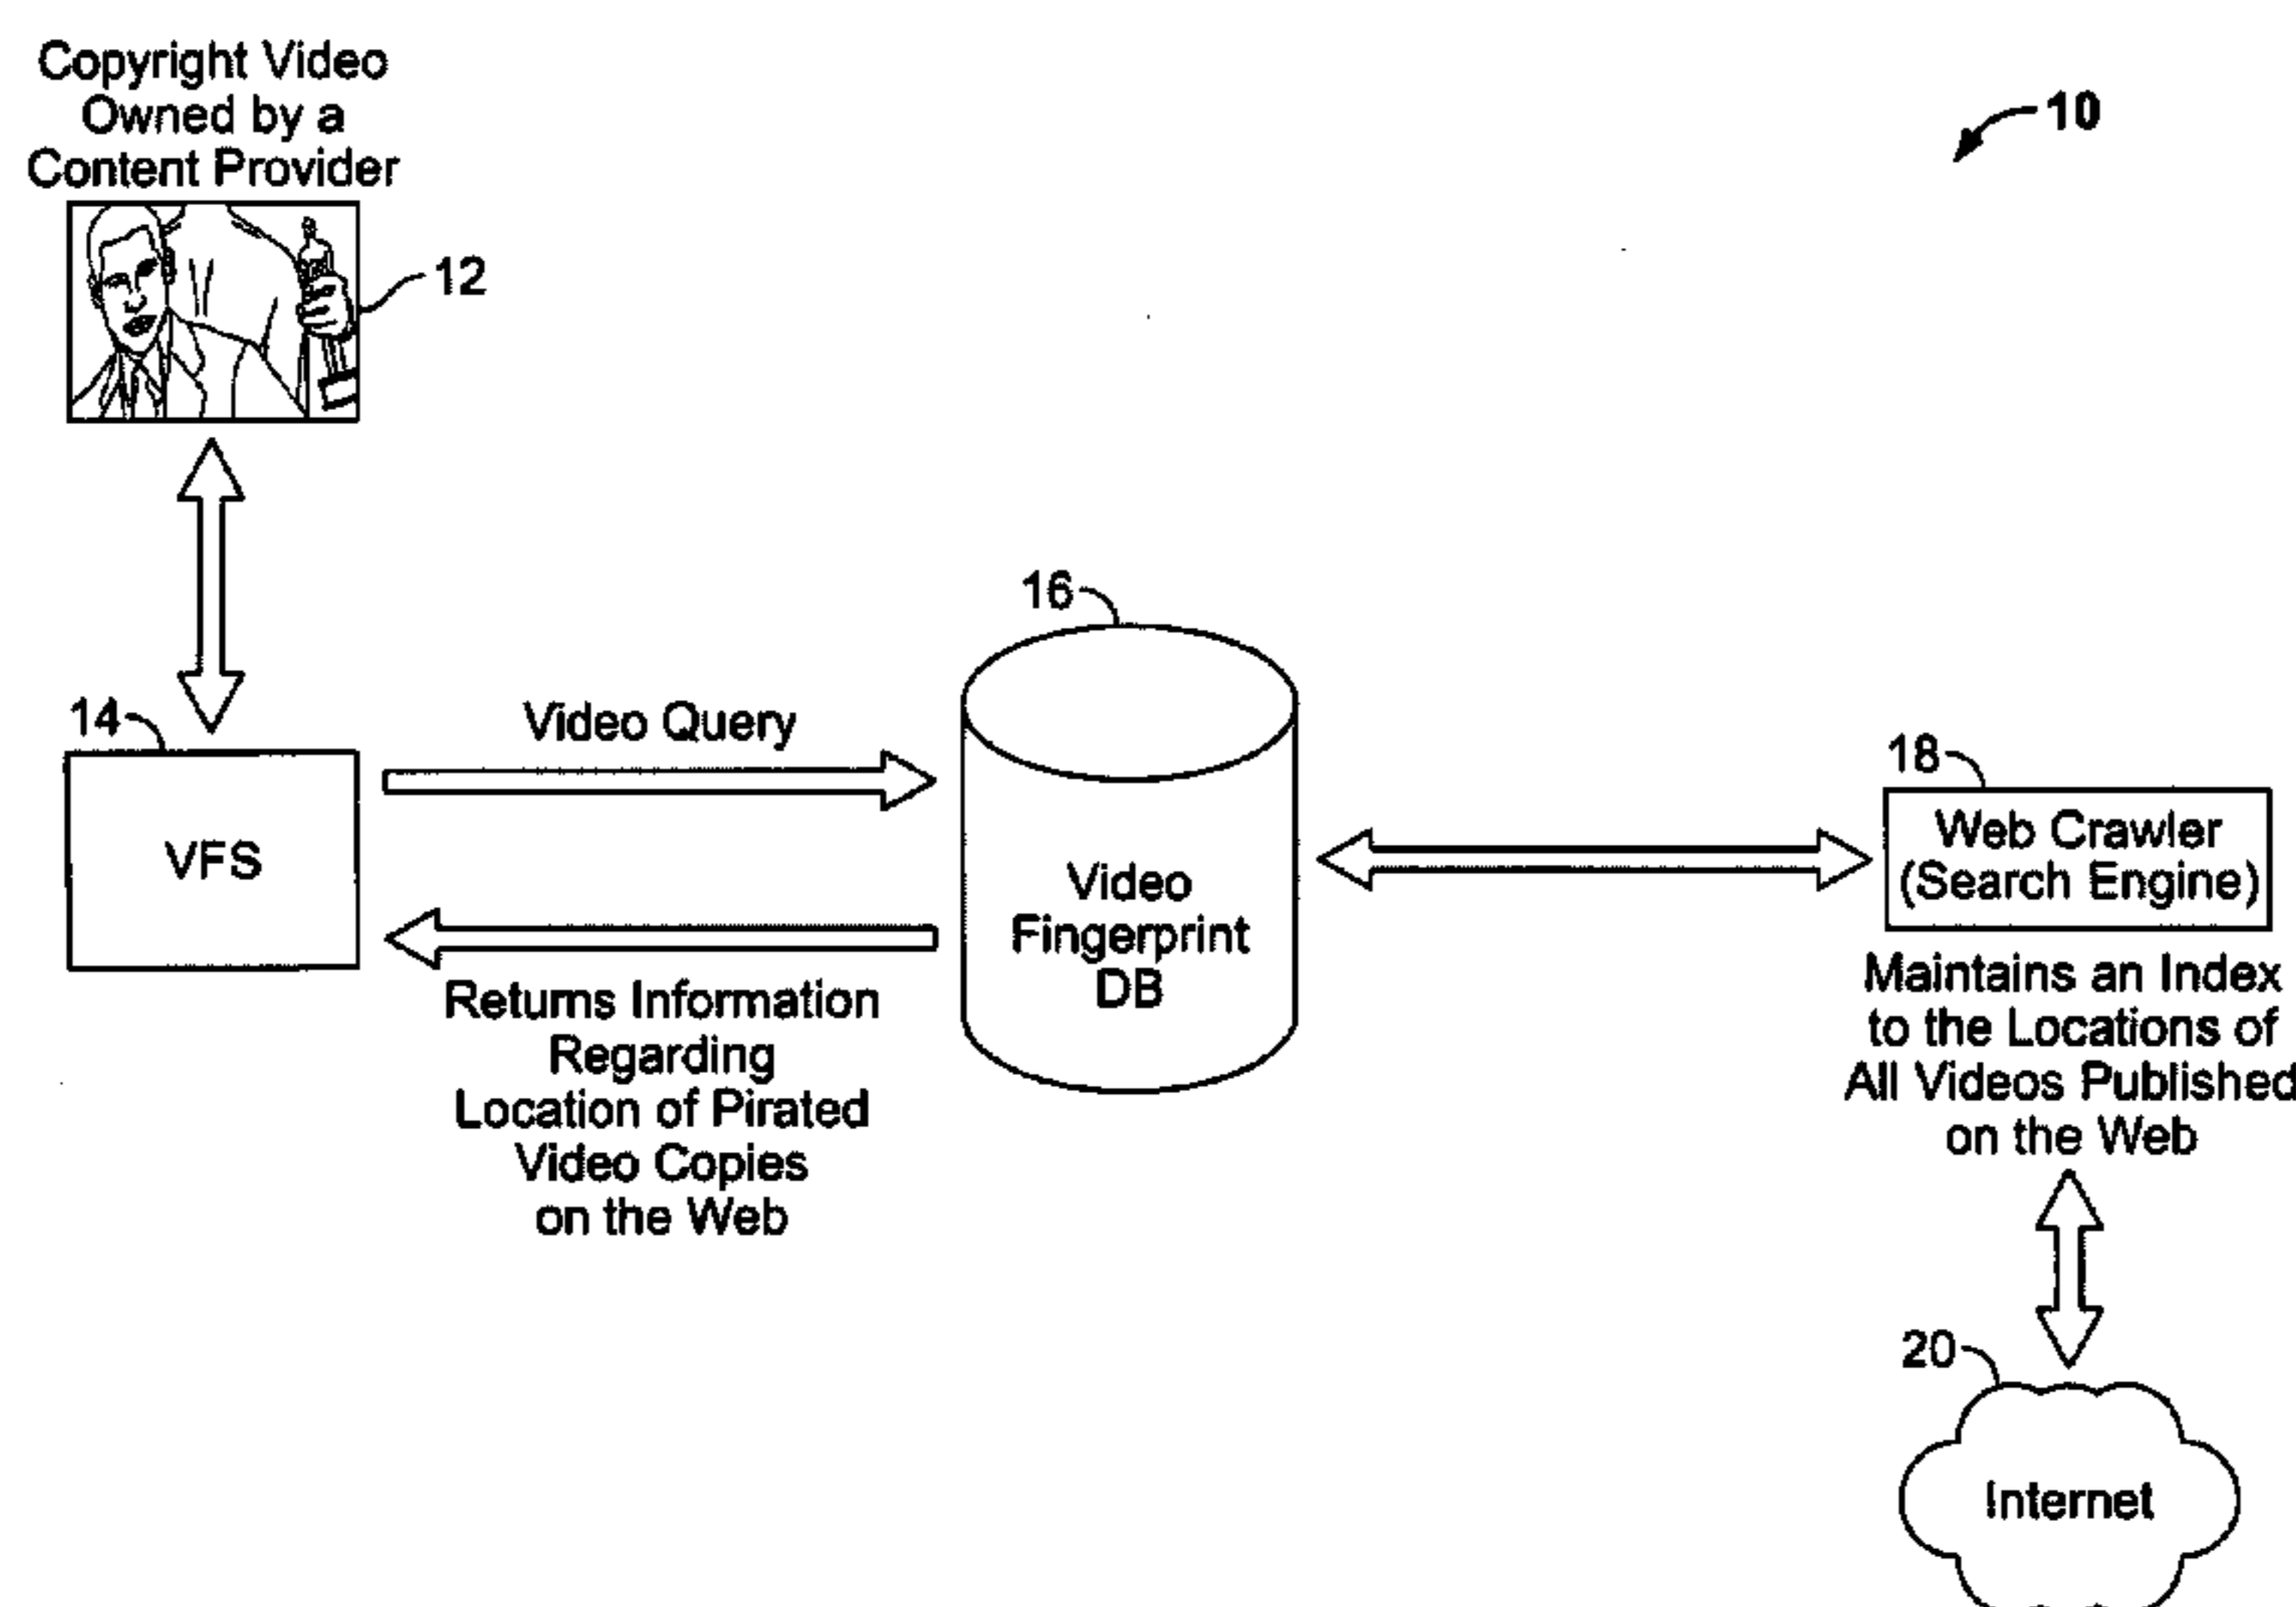 Copyright Video
Owned by a
Content Provider
10
12
16
14
Video Query
VFS
18
Web Crawler
(Search Engine)
Video
Fingerprint
DB
Returns Information
Regarding
Location of Pirated
Video Copies
on the Web
Maintains an Index
to the Locations of
All Videos Published
on the Web
20
Internet